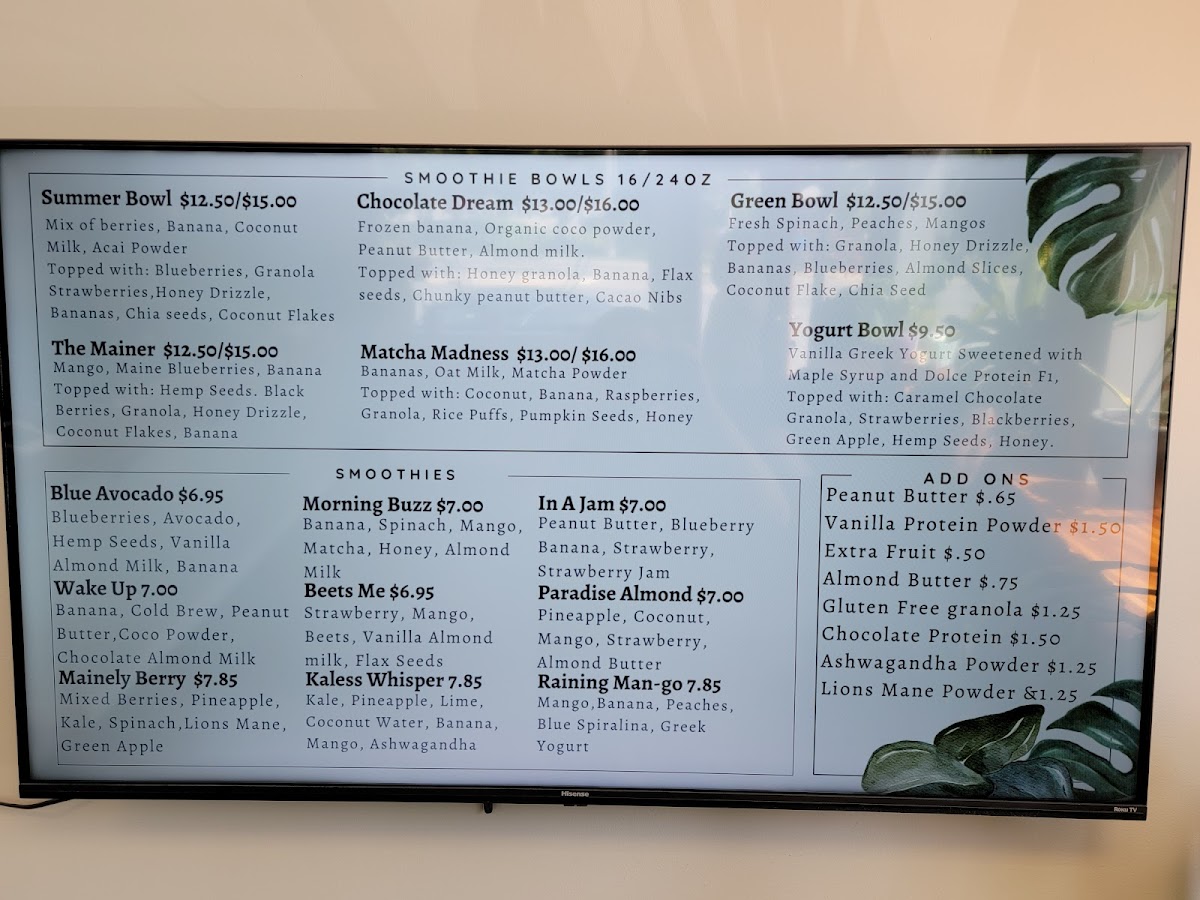 SMOOTHIE BOWLS 16/24OZ
Summer Bowl $12.50/$15.00
Mix of berries, Banana, Coconut
Milk, Acai Powder
Topped with: Blueberries, Granola
Strawberries,Honey Drizzle,
Bananas, Chia seeds, Coconut Flakes
The Mainer $12.50/$15.00
Mango, Maine Blueberries, Banana
Topped with: Hemp Seeds. Black
Berries, Granola, Honey Drizzle,
Coconut Flakes, Banana
Chocolate Dream $13.00/$16.00
Frozen banana, Organic coco powder,
Peanut Butter, Almond milk.
Topped with: Honey granola, Banana, Flax
seeds, Chunky peanut butter, Cacao Nibs
Matcha Madness $13.00/ $16.00
Bananas, Oat Milk, Matcha Powder
Topped with: Coconut, Banana, Raspberries,
Granola, Rice Puffs, Pumpkin Seeds, Honey
Green Bowl $12.50/$15.00
Fresh Spinach, Peaches, Mangos
Topped with: Granola, Honey Drizzle,
Bananas, Blueberries, Almond Slices,
Coconut Flake, Chia Seed
Yogurt Bowl $9.50
Vanilla Greek Yogurt Sweetened with
Maple Syrup and Dolce Protein F1,
Topped with: Caramel Chocolate
Granola, Strawberries, Blackberries,
Green Apple, Hemp Seeds, Honey.
SMOOTHIES
Blue Avocado $6.95
Blueberries, Avocado,
Hemp Seeds, Vanilla
Almond Milk, Banana
Wake Up 7.00
Banana, Cold Brew, Peanut
Butter,Coco Powder,
Chocolate Almond Milk
Mainely Berry $7.85
Mixed Berries, Pineapple,
Kale, Spinach,Lions Mane,
Green Apple
Morning Buzz $7.00
Banana, Spinach, Mango,
Matcha, Honey, Almond
Milk
Beets Me $6.95
Strawberry, Mango,
Beets, Vanilla Almond
milk, Flax Seeds
Kaless Whisper 7.85
Kale, Pineapple, Lime,
Coconut Water, Banana,
Mango, Ashwagandha
In A Jam $7.00
Peanut Butter, Blueberry
Banana, Strawberry,
Strawberry Jam
Paradise Almond $7.00
Pineapple, Coconut,
Mango, Strawberry,
Almond Butter
Raining Man-go 7.85
Mango,Banana, Peaches,
Blue Spiralina, Greek
Yogurt
ADD ONS
Peanut Butter $.65
Vanilla Protein Powder $1.50
Extra Fruit $.50
Almond Butter $.75
Gluten Free granola $1.25
Chocolate Protein $1.50
Ashwagandha Powder $1.25
Lions Mane Powder &1.25
Hisense
Roku TV